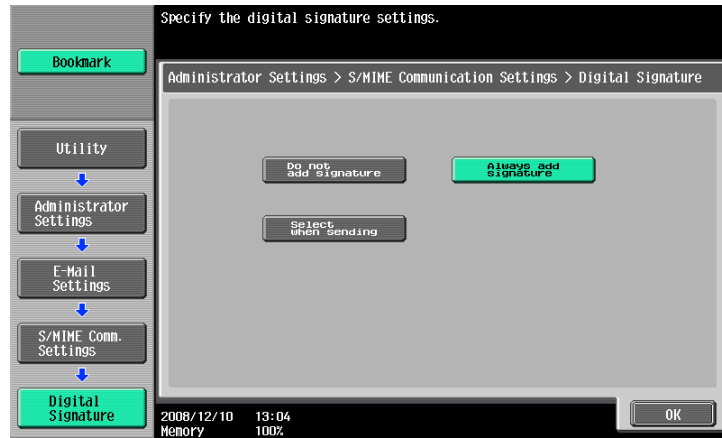 Specify the digital signature settings.
Bookmark
Administrator Settings > S/MIME Communication Settings > Digital Signature
Utility
Do not
add signature
Always add
signature
Administrator
Settings
Select
when sending
E-Mail
Settings
S/MIME Comm.
Settings
Digital
Signature
2008/12/10 13:04
Memory 100%
OK